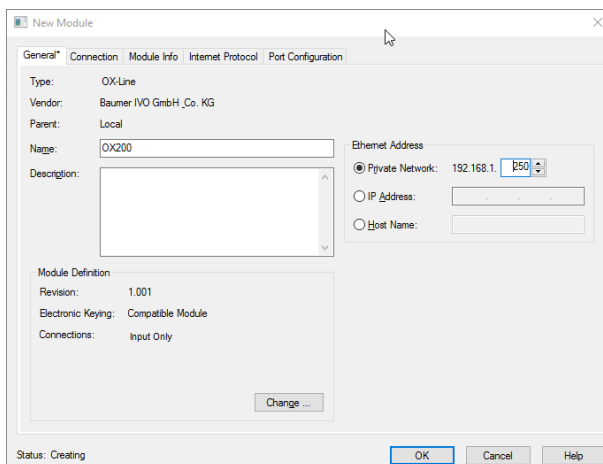 New Module
General* Connection Module Info Internet Protocol Port Configuration
Type: OX-Line
Vendor: Baumer IVO GmbH _Co. KG
Parent: Local
Name: OX200
Description:
Ethernet Address
Private Network: 192.168.1. 250
IP Address: . . .
Host Name:
Module Definition
Revision: 1.001
Electronic Keying: Compatible Module
Connections: Input Only
Change ...
Status: Creating
OK Cancel Help